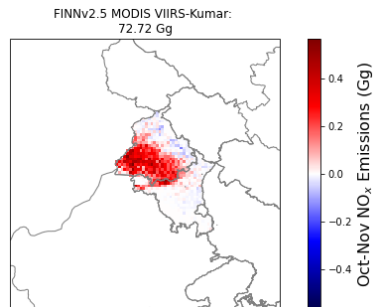 FINNv2.5 MODIS VIIRS-Kumar:
72.72 Gg
0.4
0.2
0.0
−0.2
−0.4
Oct-Nov NOₓ Emissions (Gg)